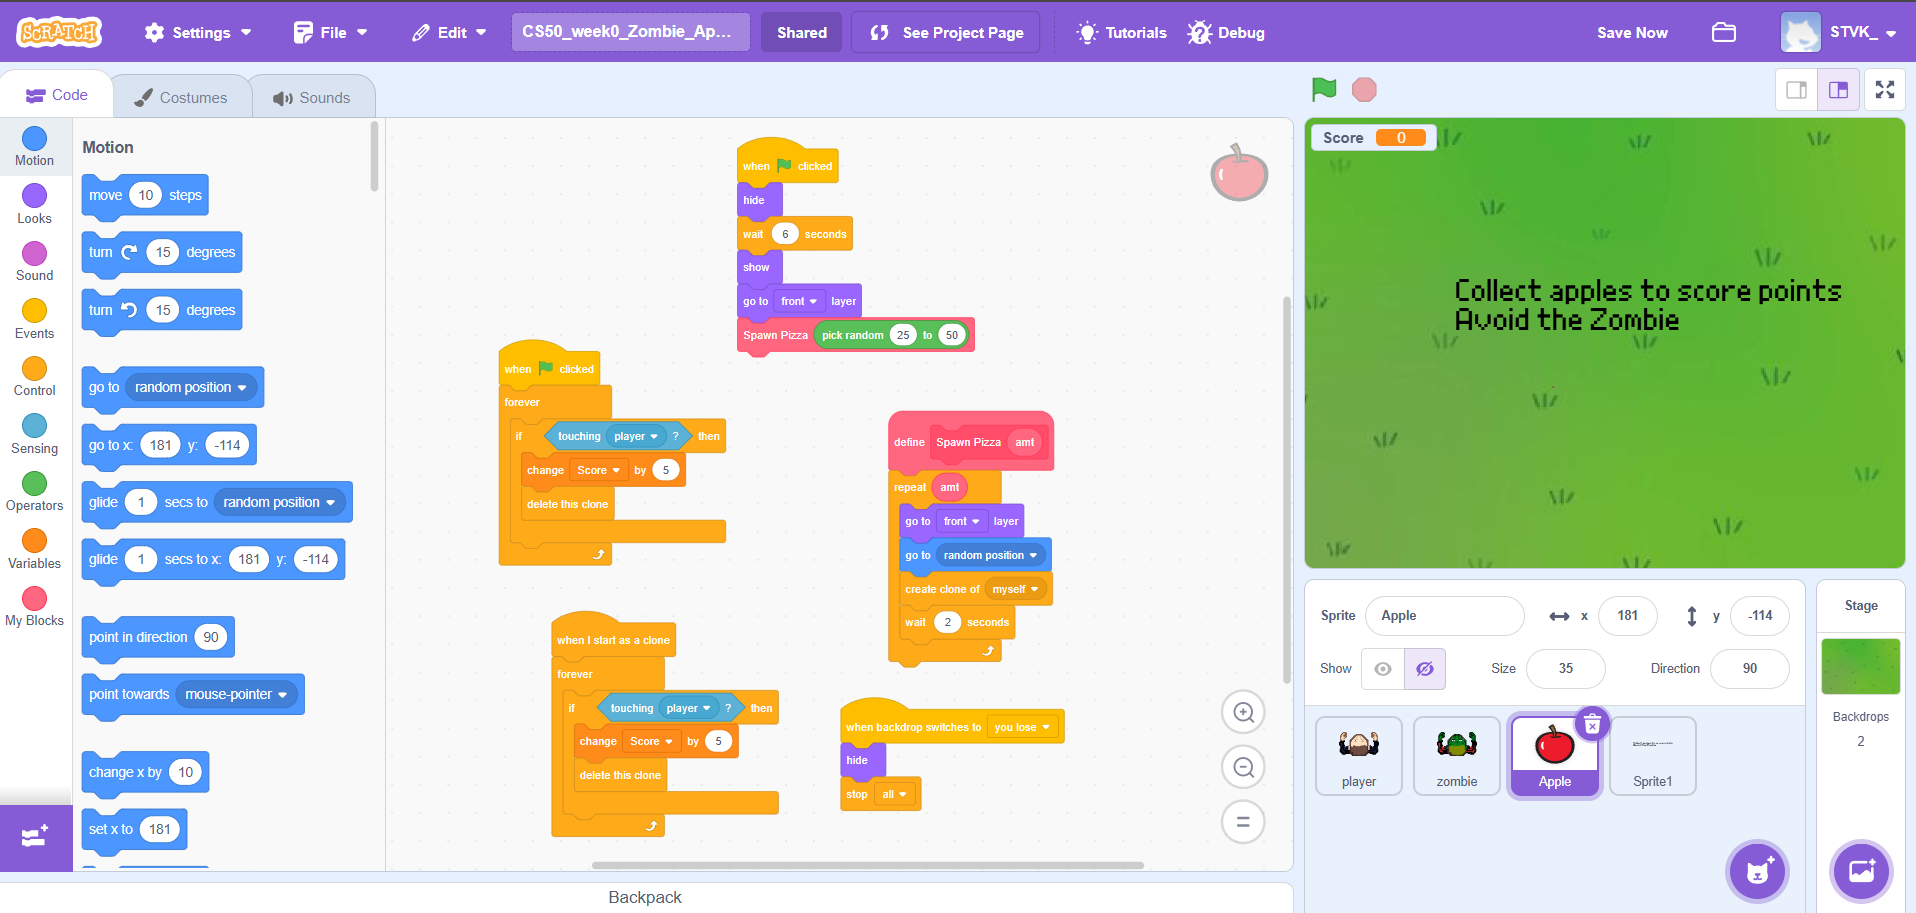 SCRATCH
Settings
File
Edit
CS50_week0_Zombie_Ap...
Shared
See Project Page
Tutorials
Debug
Save Now
STVK_
Code
Costumes
Sounds
Motion
Looks
Sound
Events
Control
Sensing
Operators
Variables
My Blocks
Motion
move 10 steps
turn 15 degrees
turn 15 degrees
go to random position
go to x: 181 y: -114
glide 1 secs to random position
glide 1 secs to x: 181 y: -114
point in direction 90
point towards mouse-pointer
change x by 10
set x to 181
when clicked
hide
wait 6 seconds
show
go to front layer
Spawn Pizza pick random 25 to 50
when clicked
forever
if touching player ? then
change Score by 5
delete this clone
define Spawn Pizza amt
repeat amt
go to front layer
go to random position
create clone of myself
wait 2 seconds
when I start as a clone
forever
if touching player ? then
change Score by 5
delete this clone
when backdrop switches to you lose
hide
stop all
Backpack
Score 0
Collect apples to score points
Avoid the Zombie
Sprite Apple x 181 y -114
Show Size 35 Direction 90
player
zombie
Apple
Sprite1
Stage
Backdrops
2